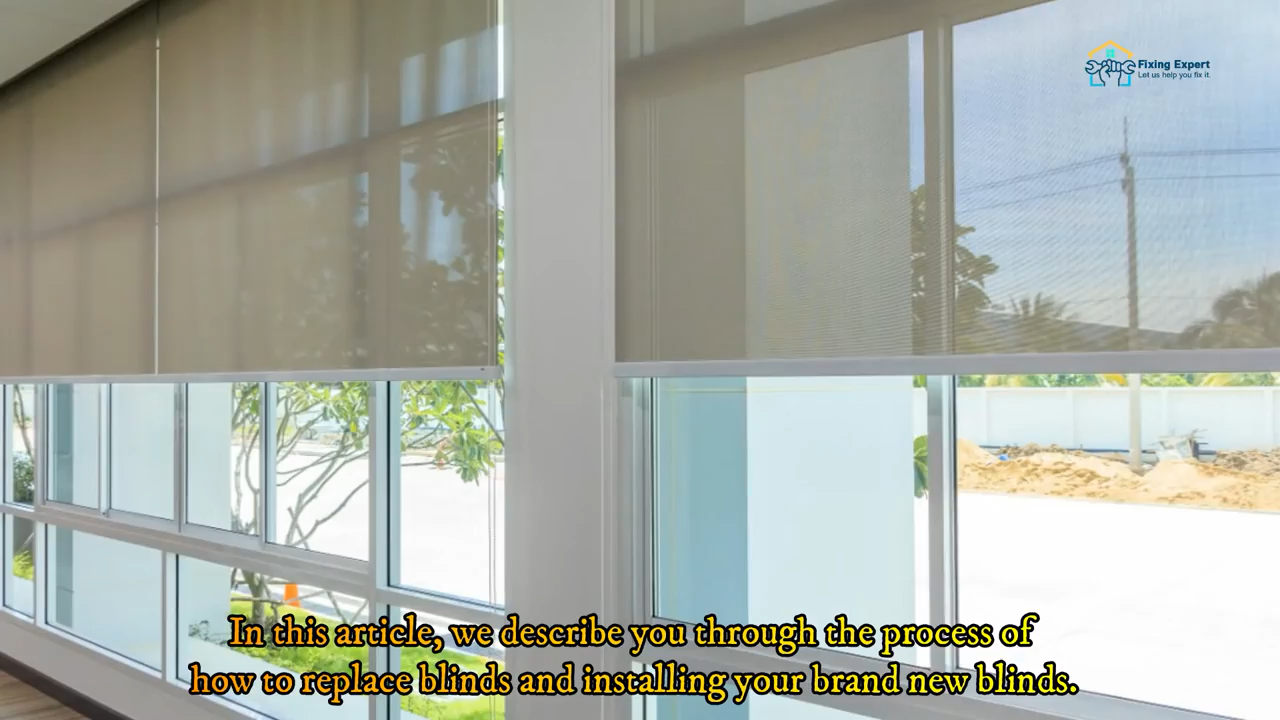 Fixing Expert
Let us help you fix it.
In this article, we describe you through the process of
how to replace blinds and installing your brand new blinds.